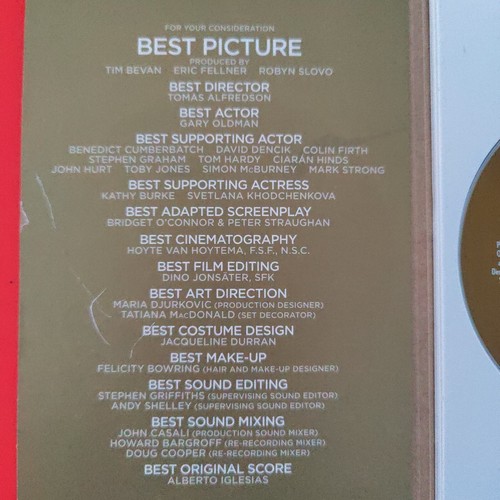 FOR YOUR CONSIDERATION
BEST PICTURE
PRODUCED BY
TIM BEVAN ERIC FELLNER ROBYN SLOVO
BEST DIRECTOR
TOMAS ALFREDSON
BEST ACTOR
GARY OLDMAN
BEST SUPPORTING ACTOR
BENEDICT CUMBERBATCH DAVID DENCIK COLIN FIRTH
STEPHEN GRAHAM TOM HARDY CIARÁN HINDS
JOHN HURT TOBY JONES SIMON McBURNEY MARK STRONG
BEST SUPPORTING ACTRESS
KATHY BURKE SVETLANA KHODCHENKOVA
BEST ADAPTED SCREENPLAY
BRIDGET O'CONNOR & PETER STRAUGHAN
BEST CINEMATOGRAPHY
HOYTE VAN HOYTEMA, F.S.F., N.S.C.
BEST FILM EDITING
DINO JONSÄTER, SFK
BEST ART DIRECTION
MARIA DJURKOVIC (PRODUCTION DESIGNER)
TATIANA MacDONALD (SET DECORATOR)
BEST COSTUME DESIGN
JACQUELINE DURRAN
BEST MAKE-UP
FELICITY BOWRING (HAIR AND MAKE-UP DESIGNER)
BEST SOUND EDITING
STEPHEN GRIFFITHS (SUPERVISING SOUND EDITOR)
ANDY SHELLEY (SUPERVISING SOUND EDITOR)
BEST SOUND MIXING
JOHN CASALI (PRODUCTION SOUND MIXER)
HOWARD BARGROFF (RE-RECORDING MIXER)
DOUG COOPER (RE-RECORDING MIXER)
BEST ORIGINAL SCORE
ALBERTO IGLESIAS